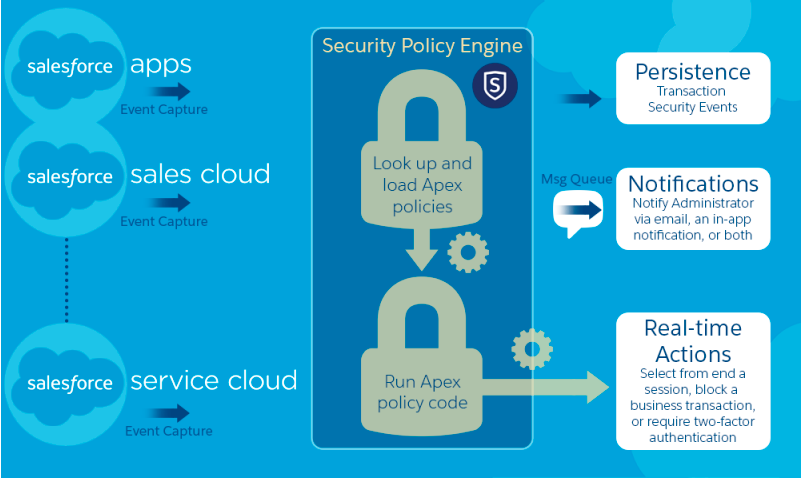 salesforce apps
Event Capture
salesforce sales cloud
Event Capture
salesforce service cloud
Event Capture
Security Policy Engine
S
Look up and
load Apex
policies
Run Apex
policy code
Persistence
Transaction
Security Events
Msg Queue
Notifications
Notify Administrator
via email, an in-app
notification, or both
Real-time
Actions
Select from end a
session, block a
business transaction,
or require two-factor
authentication